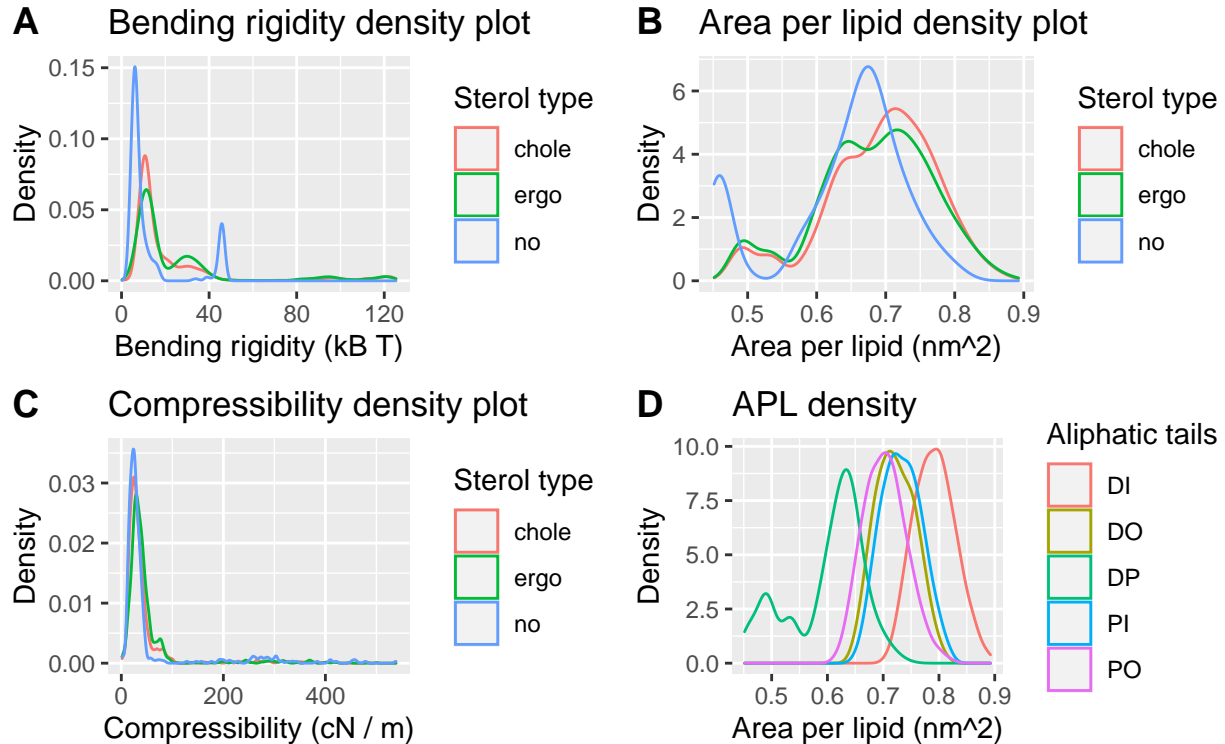 A Bending rigidity density plot
0.15
0.10
0.05
0.00
Density
0 40 80 120
Bending rigidity (kB T)
Sterol type
chole
ergo
no
B Area per lipid density plot
6
4
2
0
Density
0.5 0.6 0.7 0.8 0.9
Area per lipid (nm^2)
Sterol type
chole
ergo
no
C Compressibility density plot
0.03
0.02
0.01
0.00
Density
0 200 400
Compressibility (cN / m)
Sterol type
chole
ergo
no
D APL density
10.0
7.5
5.0
2.5
0.0
Density
0.5 0.6 0.7 0.8 0.9
Area per lipid (nm^2)
Aliphatic tails
DI
DO
DP
PI
PO